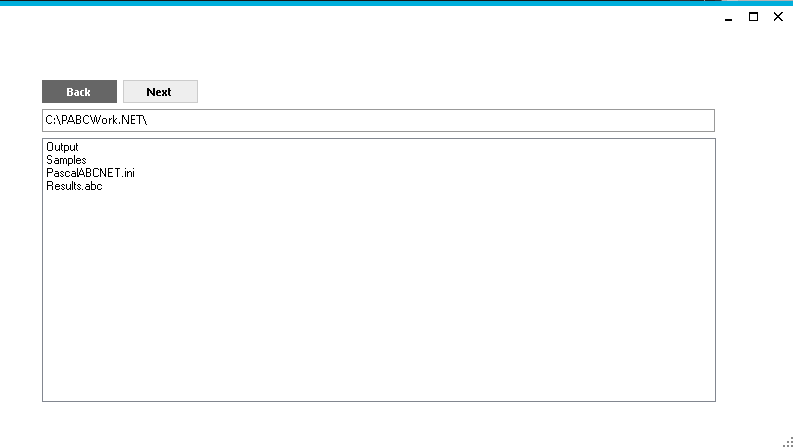 Back
Next
C:\PABCWork.NET\
Output
Samples
PascalABCNET.ini
Results.abc